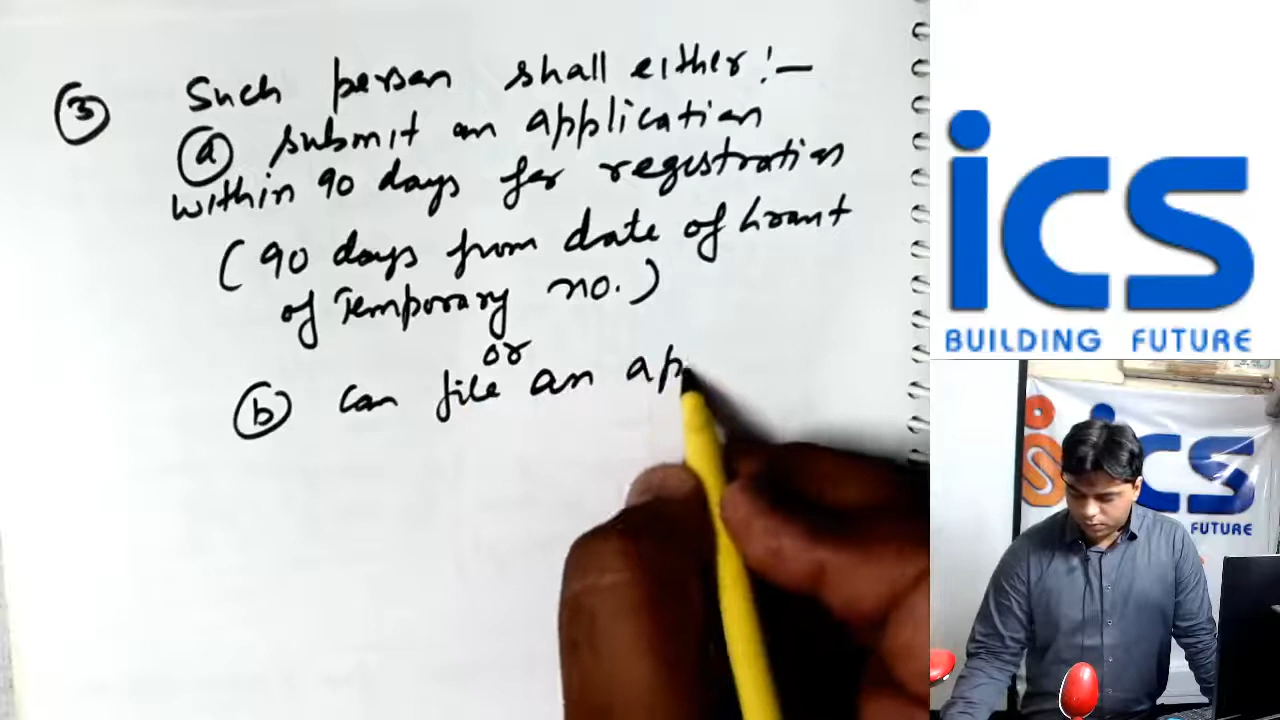 ③ Such person shall either :-
ⓐ submit an application
within 90 days for registration
(90 days from date of Grant
of Temporary no.)
or
ⓑ Can file an ap
ICS
BUILDING FUTURE
ICS
FUTURE